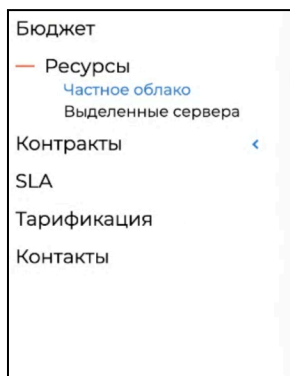 Бюджет
— Ресурсы
Частное облако
Выделенные сервера
Контракты
SLA
Тарификация
Контакты